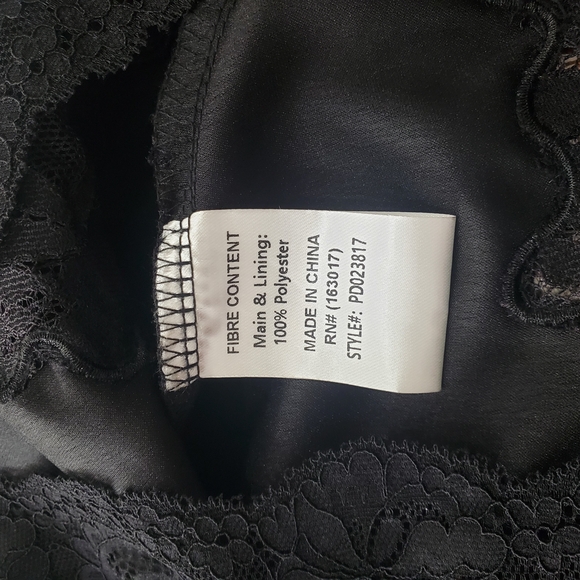 FIBRE CONTENT
Main & Lining:
100% Polyester
MADE IN CHINA
RN# (163017)
STYLE#: PD023817